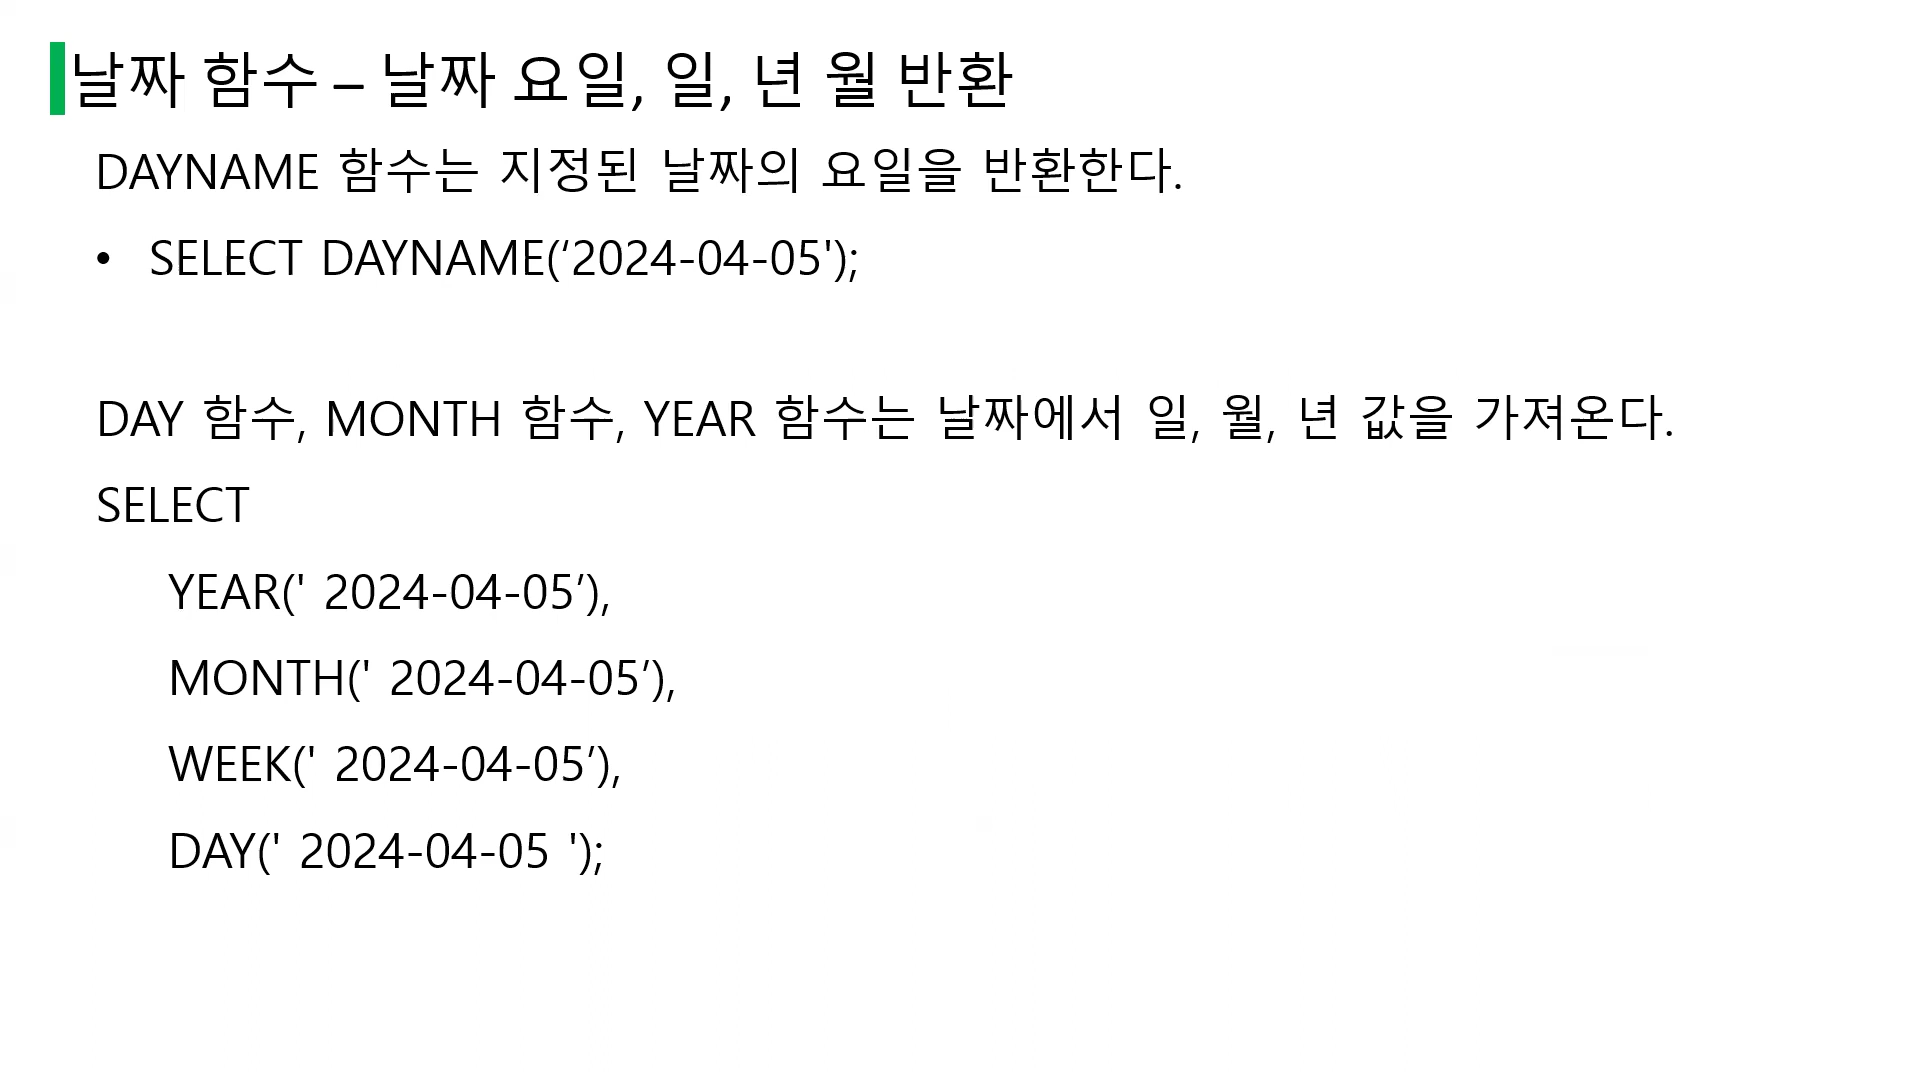 날짜 함수 – 날짜 요일, 일, 년 월 반환
DAYNAME 함수는 지정된 날짜의 요일을 반환한다.
• SELECT DAYNAME(‘2024-04-05');
DAY 함수, MONTH 함수, YEAR 함수는 날짜에서 일, 월, 년 값을 가져온다.
SELECT
YEAR(' 2024-04-05’),
MONTH(' 2024-04-05’),
WEEK(' 2024-04-05’),
DAY(' 2024-04-05 ');